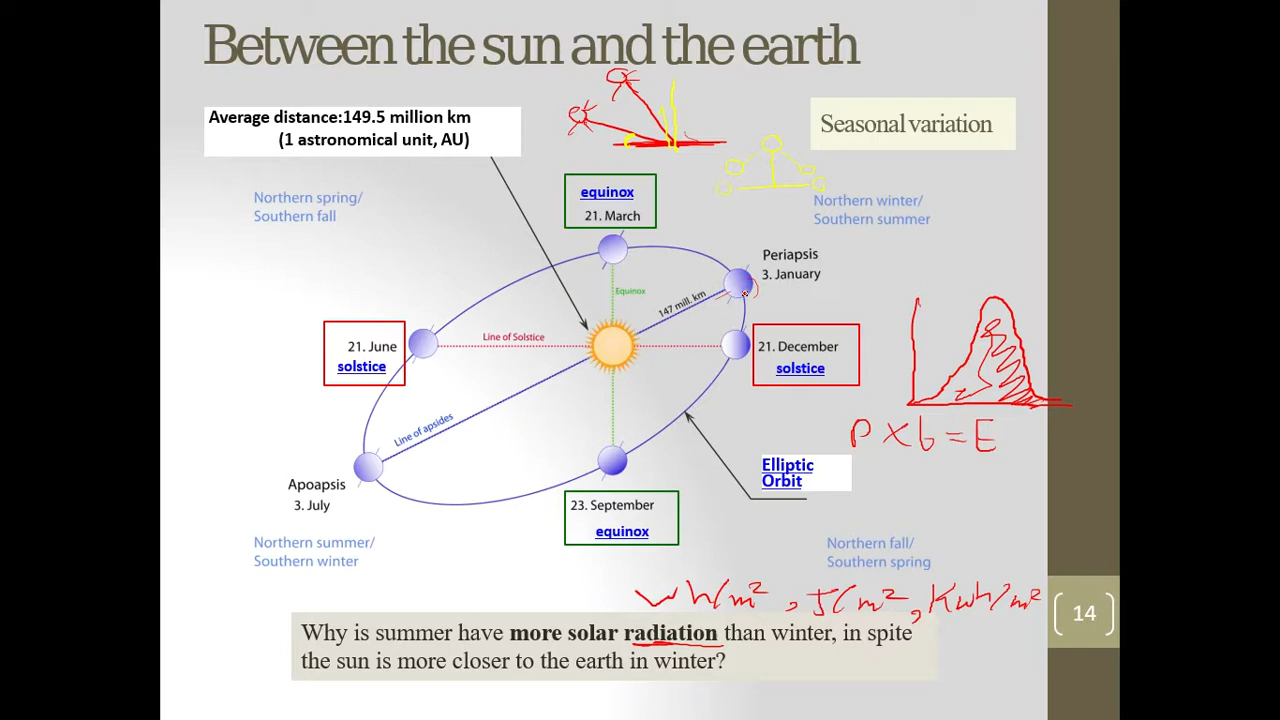 Between the sun and the earth
Average distance:149.5 million km
(1 astronomical unit, AU)
Seasonal variation
Northern spring/
Southern fall
equinox
21. March
Northern winter/
Southern summer
Periapsis
3. January
Equinox
147 mill. km
21. June
solstice
Line of Solstice
21. December
solstice
Line of apsides
P X t = E
Elliptic
Orbit
Apoapsis
3. July
23. September
equinox
Northern summer/
Southern winter
Northern fall/
Southern spring
Wh/m², J/m², Kwh/m²
14
Why is summer have more solar radiation than winter, in spite
the sun is more closer to the earth in winter?